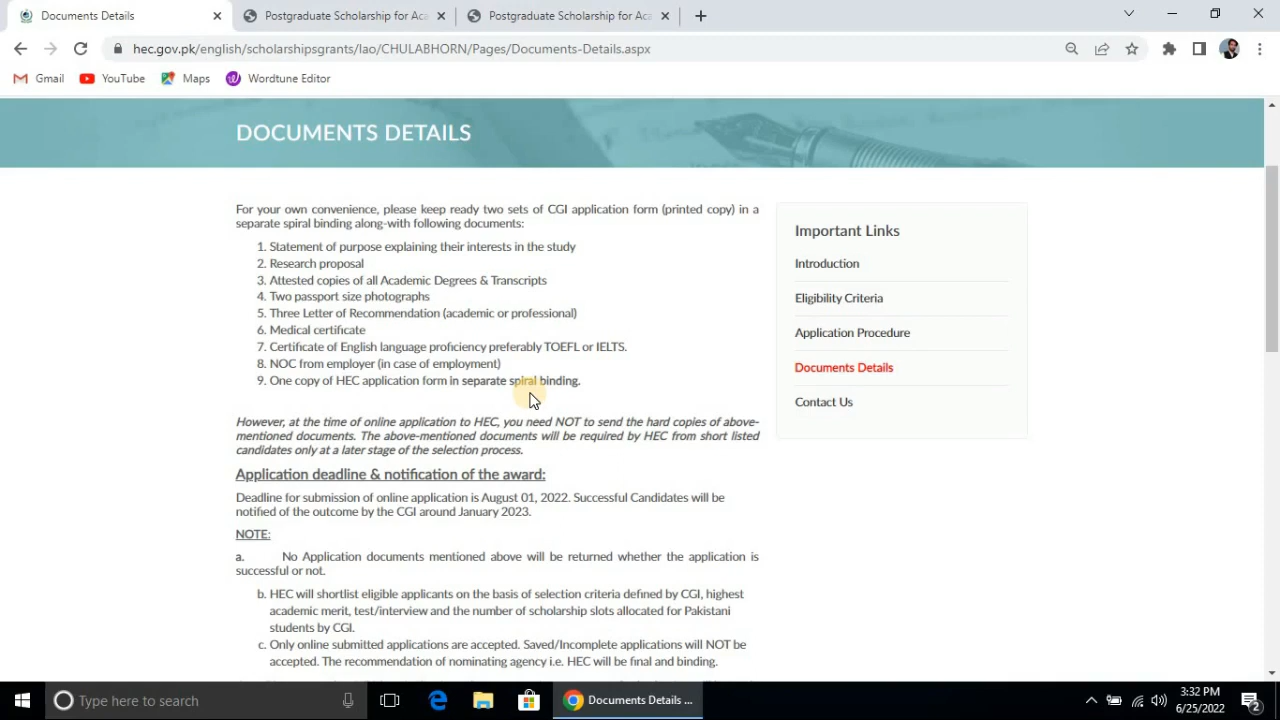 Documents Details
Postgraduate Scholarship for Aca
Postgraduate Scholarship for Aca
hec.gov.pk/english/scholarshipsgrants/lao/CHULABHORN/Pages/Documents-Details.aspx
Gmail
YouTube
Maps
Wordtune Editor
DOCUMENTS DETAILS
For your own convenience, please keep ready two sets of CGI application form (printed copy) in a
separate spiral binding along-with following documents:
1. Statement of purpose explaining their interests in the study
2. Research proposal
3. Attested copies of all Academic Degrees & Transcripts
4. Two passport size photographs
5. Three Letter of Recommendation (academic or professional)
6. Medical certificate
7. Certificate of English language proficiency preferably TOEFL or IELTS.
8. NOC from employer (in case of employment)
9. One copy of HEC application form in separate spiral binding.
However, at the time of online application to HEC, you need NOT to send the hard copies of above-
mentioned documents. The above-mentioned documents will be required by HEC from short listed
candidates only at a later stage of the selection process.
Application deadline & notification of the award:
Deadline for submission of online application is August 01, 2022. Successful Candidates will be
notified of the outcome by the CGI around January 2023.
NOTE:
a. No Application documents mentioned above will be returned whether the application is
successful or not.
b. HEC will shortlist eligible applicants on the basis of selection criteria defined by CGI, highest
academic merit, test/interview and the number of scholarship slots allocated for Pakistani
students by CGI.
c. Only online submitted applications are accepted. Saved/Incomplete applications will NOT be
accepted. The recommendation of nominating agency i.e. HEC will be final and binding.
Important Links
Introduction
Eligibility Criteria
Application Procedure
Documents Details
Contact Us
Type here to search
Documents Details ...
3:32 PM
6/25/2022
2